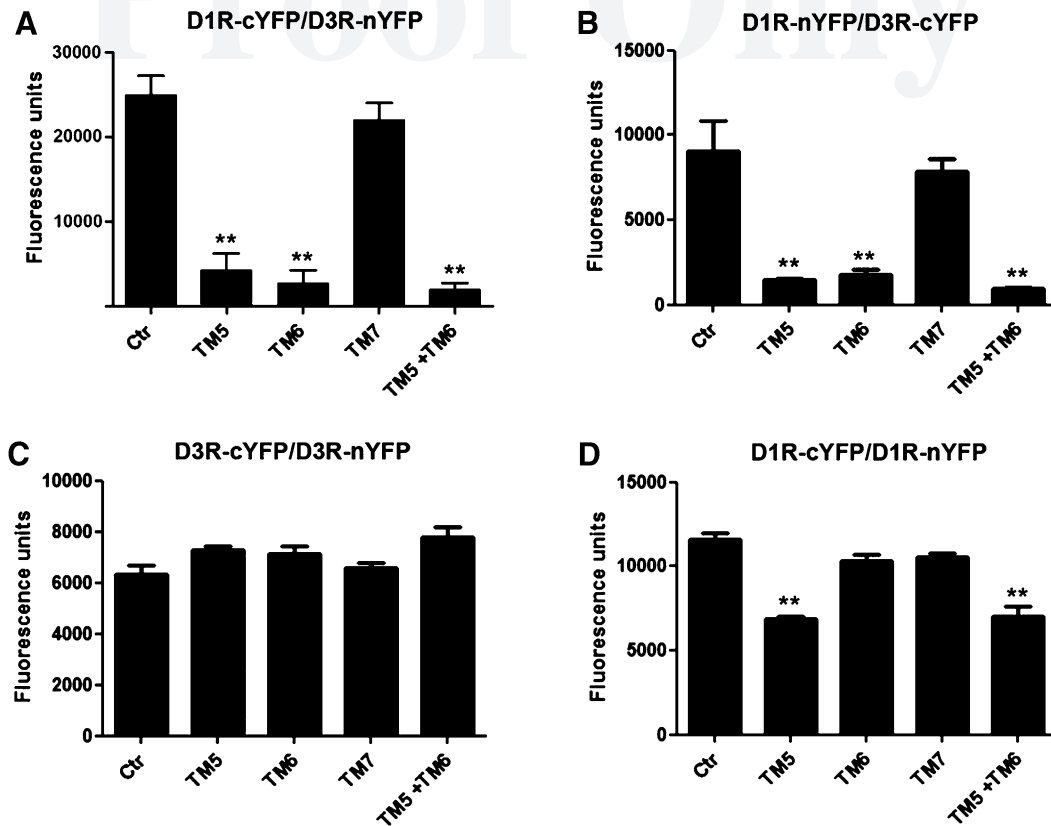 Proof Only
A
D1R-cYFP/D3R-nYFP
Fluorescence units
30000
20000
10000
**
**
**
Ctr
TM5
TM6
TM7
TM5 +TM6
B
D1R-nYFP/D3R-cYFP
Fluorescence units
15000
10000
5000
0
**
**
**
Ctr
TM5
TM6
TM7
TM5 +TM6
C
D3R-cYFP/D3R-nYFP
Fluorescence units
10000
8000
6000
4000
2000
0
Ctr
TM5
TM6
TM7
TM5 +TM6
D
D1R-cYFP/D1R-nYFP
Fluorescence units
15000
10000
5000
0
**
**
Ctr
TM5
TM6
TM7
TM5 +TM6